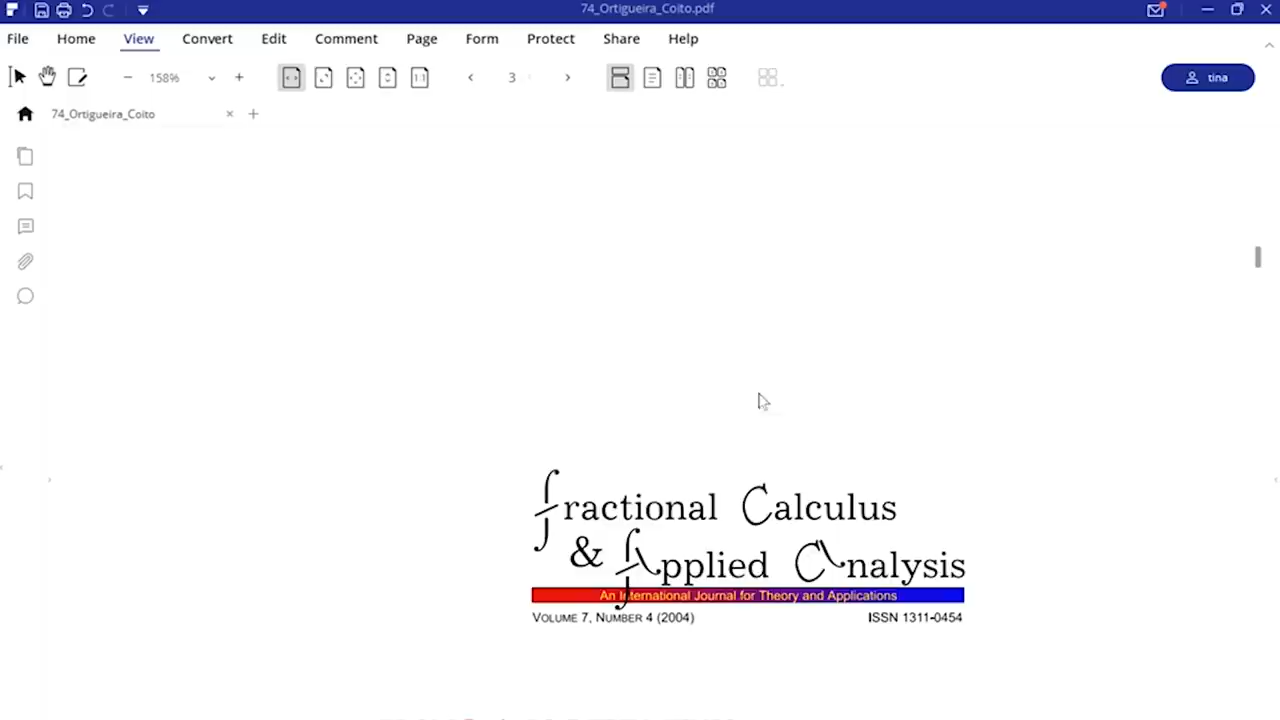 74_Ortigueira_Coito.pdf
File Home View Convert Edit Comment Page Form Protect Share Help
158% 3 tina
74_Ortigueira_Coito
Fractional Calculus
& Applied Analysis
An International Journal for Theory and Applications
VOLUME 7, NUMBER 4 (2004) ISSN 1311-0454